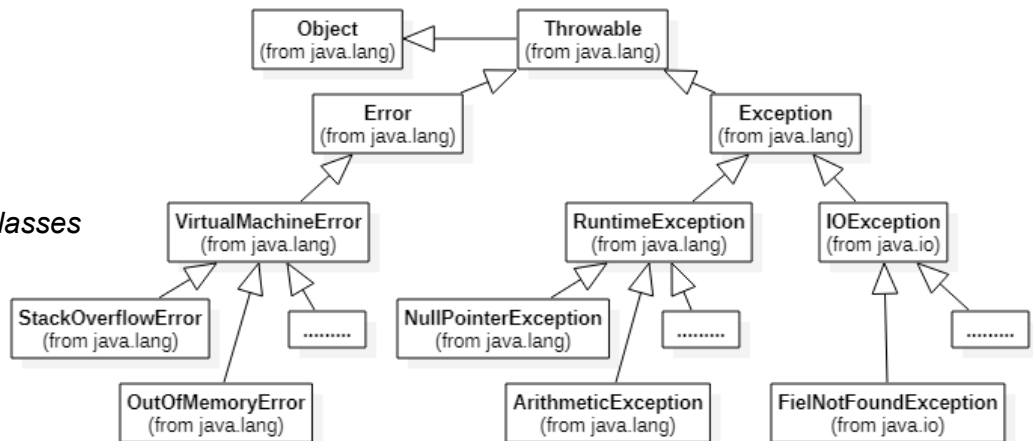 Object
(from java.lang)
Throwable
(from java.lang)
Error
(from java.lang)
Exception
(from java.lang)
lasses
VirtualMachineError
(from java.lang)
RuntimeException
(from java.lang)
IOException
(from java.io)
StackOverflowError
(from java.lang)
.........
NullPointerException
(from java.lang)
.........
.........
OutOfMemoryError
(from java.lang)
ArithmeticException
(from java.lang)
FielNotFoundException
(from java.io)